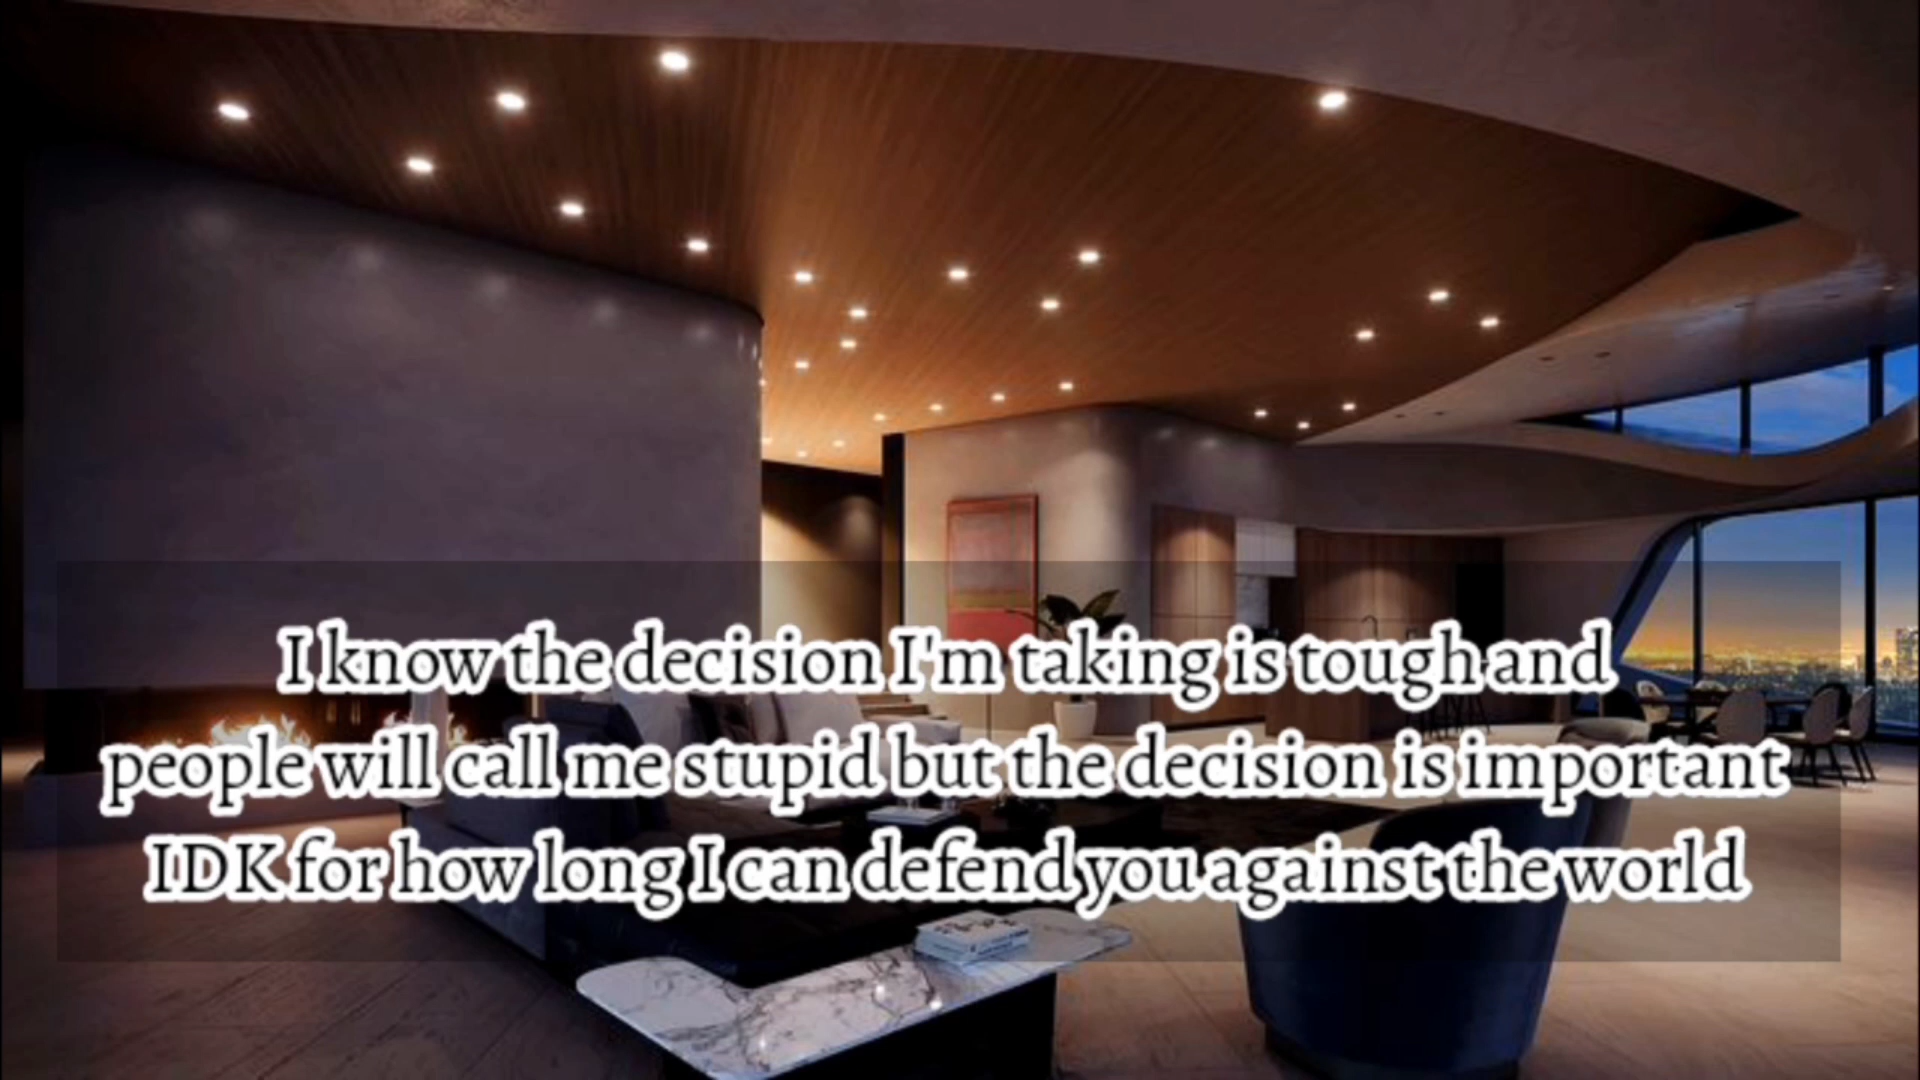 I know the decision I'm taking is tough and
people will call me stupid but the decision is important
IDK for how long I can defend you against the world